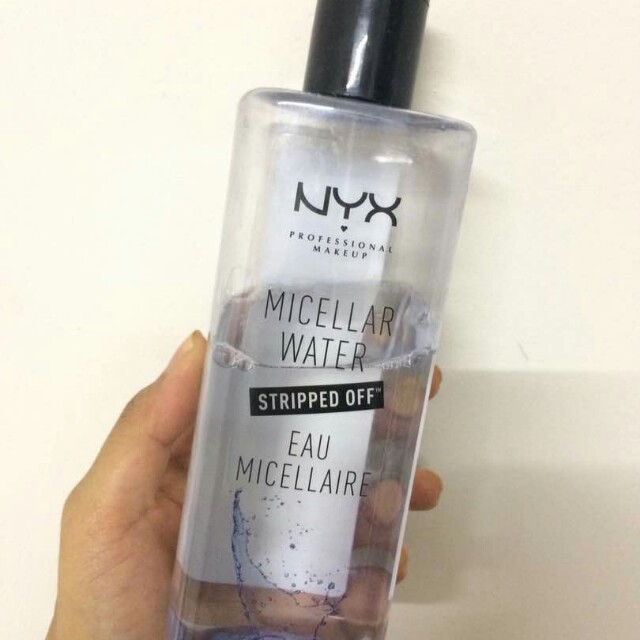 NYX
PROFESSIONAL
MAKEUP
MICELLAR
WATER
STRIPPED OFF™
EAU
MICELLAIRE